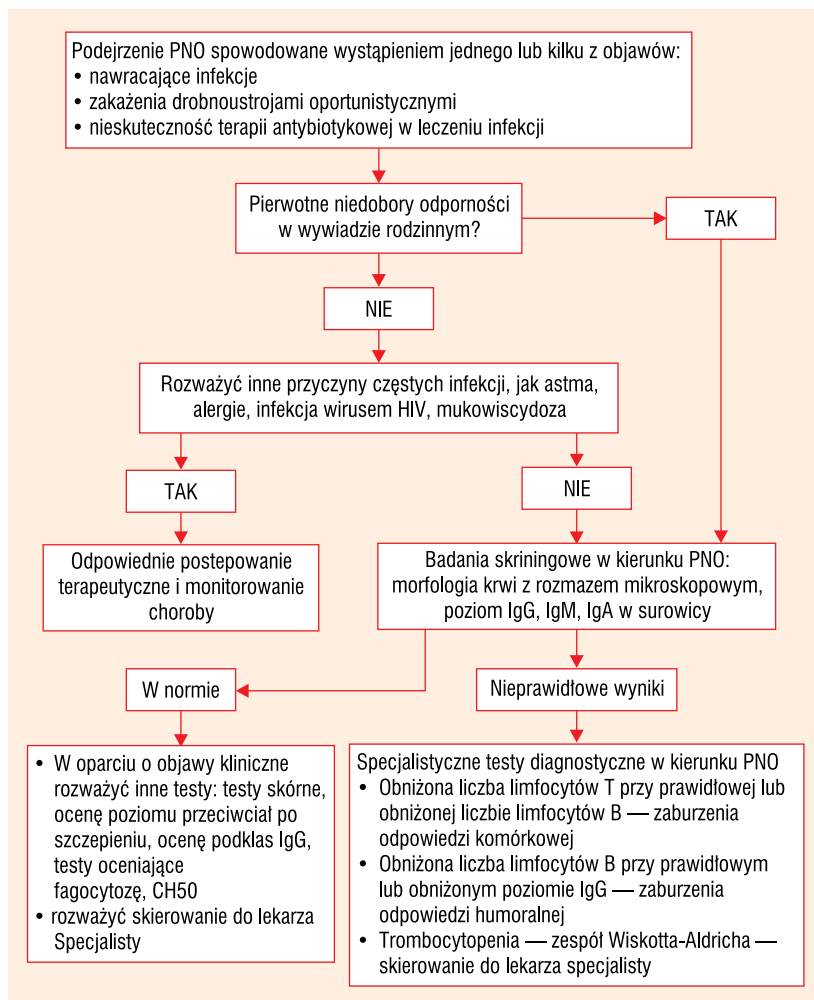 Podejrzenie PNO spowodowane wystąpieniem jednego lub kilku z objawów:
• nawracające infekcje
• zakażenia drobnoustrojami oportunistycznymi
• nieskuteczność terapii antybiotykowej w leczeniu infekcji
Pierwotne niedobory odporności
w wywiadzie rodzinnym?
TAK
NIE
Rozważyć inne przyczyny częstych infekcji, jak astma,
alergie, infekcja wirusem HIV, mukowiscydoza
TAK
NIE
Odpowiednie postepowanie
terapeutyczne i monitorowanie
choroby
Badania skriningowe w kierunku PNO:
morfologia krwi z rozmazem mikroskopowym,
poziom IgG, IgM, IgA w surowicy
W normie
Nieprawidłowe wyniki
• W oparciu o objawy kliniczne
rozważyć inne testy: testy skórne,
ocenę poziomu przeciwciał po
szczepieniu, ocenę podklas IgG,
testy oceniające
fagocytozę, CH50
• rozważyć skierowanie do lekarza
Specjalisty
Specjalistyczne testy diagnostyczne w kierunku PNO
• Obniżona liczba limfocytów T przy prawidłowej lub
obniżonej liczbie limfocytów B — zaburzenia
odpowiedzi komórkowej
• Obniżona liczba limfocytów B przy prawidłowym
lub obniżonym poziomie IgG — zaburzenia
odpowiedzi humoralnej
• Trombocytopenia — zespół Wiskotta-Aldricha —
skierowanie do lekarza specjalisty